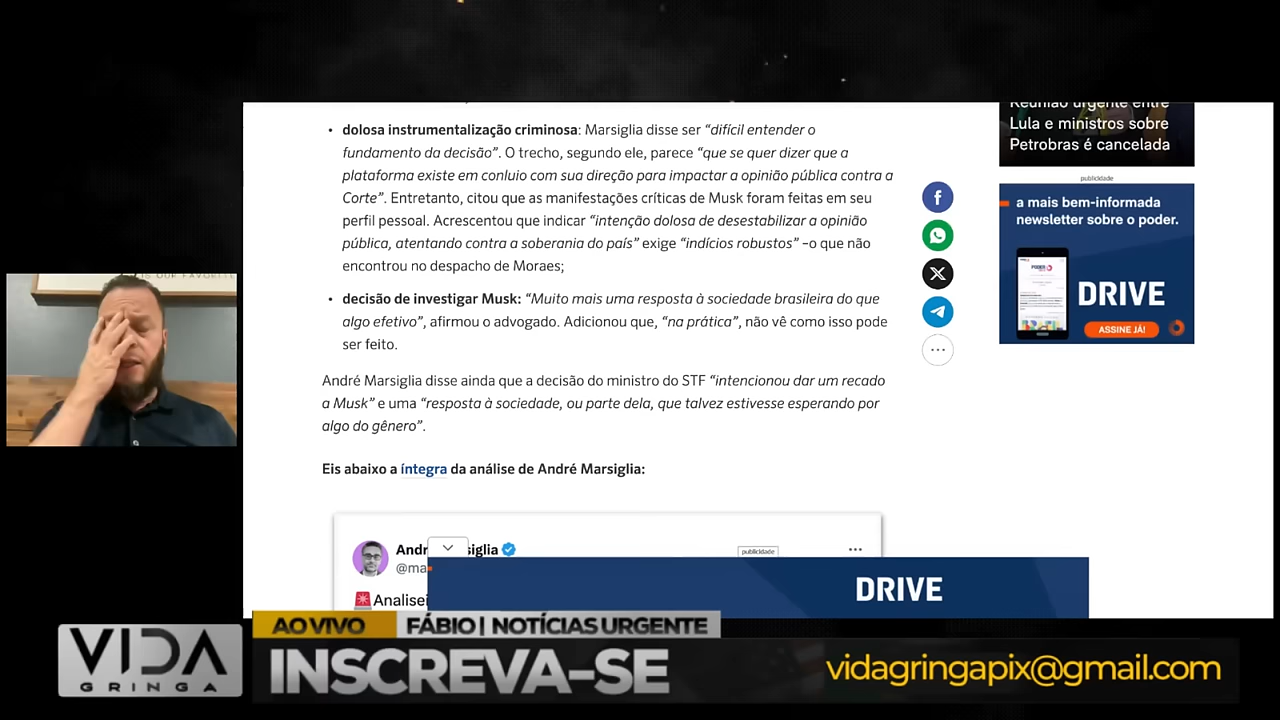 • dolosa instrumentalização criminosa: Marsiglia disse ser “difícil entender o
fundamento da decisão”. O trecho, segundo ele, parece “que se quer dizer que a
plataforma existe em conluio com sua direção para impactar a opinião pública contra a
Corte”. Entretanto, citou que as manifestações críticas de Musk foram feitas em seu
perfil pessoal. Acrescentou que indicar “intenção dolosa de desestabilizar a opinião
pública, atentando contra a soberania do país” exige “indícios robustos” –o que não
encontrou no despacho de Moraes;
• decisão de investigar Musk: “Muito mais uma resposta à sociedade brasileira do que
algo efetivo”, afirmou o advogado. Adicionou que, “na prática”, não vê como isso pode
ser feito.
André Marsiglia disse ainda que a decisão do ministro do STF “intencionou dar um recado
a Musk” e uma “resposta à sociedade, ou parte dela, que talvez estivesse esperando por
algo do gênero”.
Eis abaixo a íntegra da análise de André Marsiglia:
Andr siglia
@ma
Analisei
publicidade
Reunião urgente entre
Lula e ministros sobre
Petrobras é cancelada
publicidade
a mais bem-informada
newsletter sobre o poder.
DRIVE
ASSINE JÁ!
DRIVE
IS OUR FAVORITE
AO VIVO
FÁBIO | NOTÍCIAS URGENTE
VIDA
GRINGA
INSCREVA-SE
vidagringapix@gmail.com